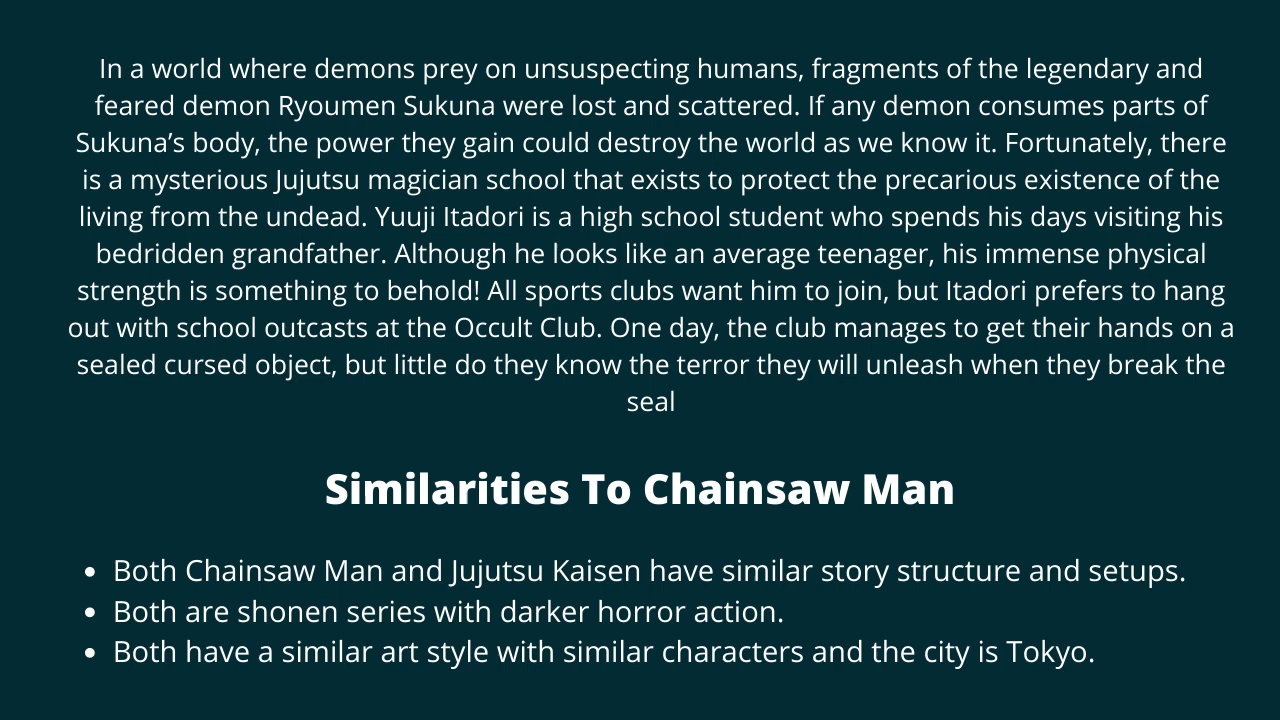 In a world where demons prey on unsuspecting humans, fragments of the legendary and
feared demon Ryoumen Sukuna were lost and scattered. If any demon consumes parts of
Sukuna’s body, the power they gain could destroy the world as we know it. Fortunately, there
is a mysterious Jujutsu magician school that exists to protect the precarious existence of the
living from the undead. Yuuji Itadori is a high school student who spends his days visiting his
bedridden grandfather. Although he looks like an average teenager, his immense physical
strength is something to behold! All sports clubs want him to join, but Itadori prefers to hang
out with school outcasts at the Occult Club. One day, the club manages to get their hands on a
sealed cursed object, but little do they know the terror they will unleash when they break the
seal
Similarities To Chainsaw Man
• Both Chainsaw Man and Jujutsu Kaisen have similar story structure and setups.
• Both are shonen series with darker horror action.
• Both have a similar art style with similar characters and the city is Tokyo.